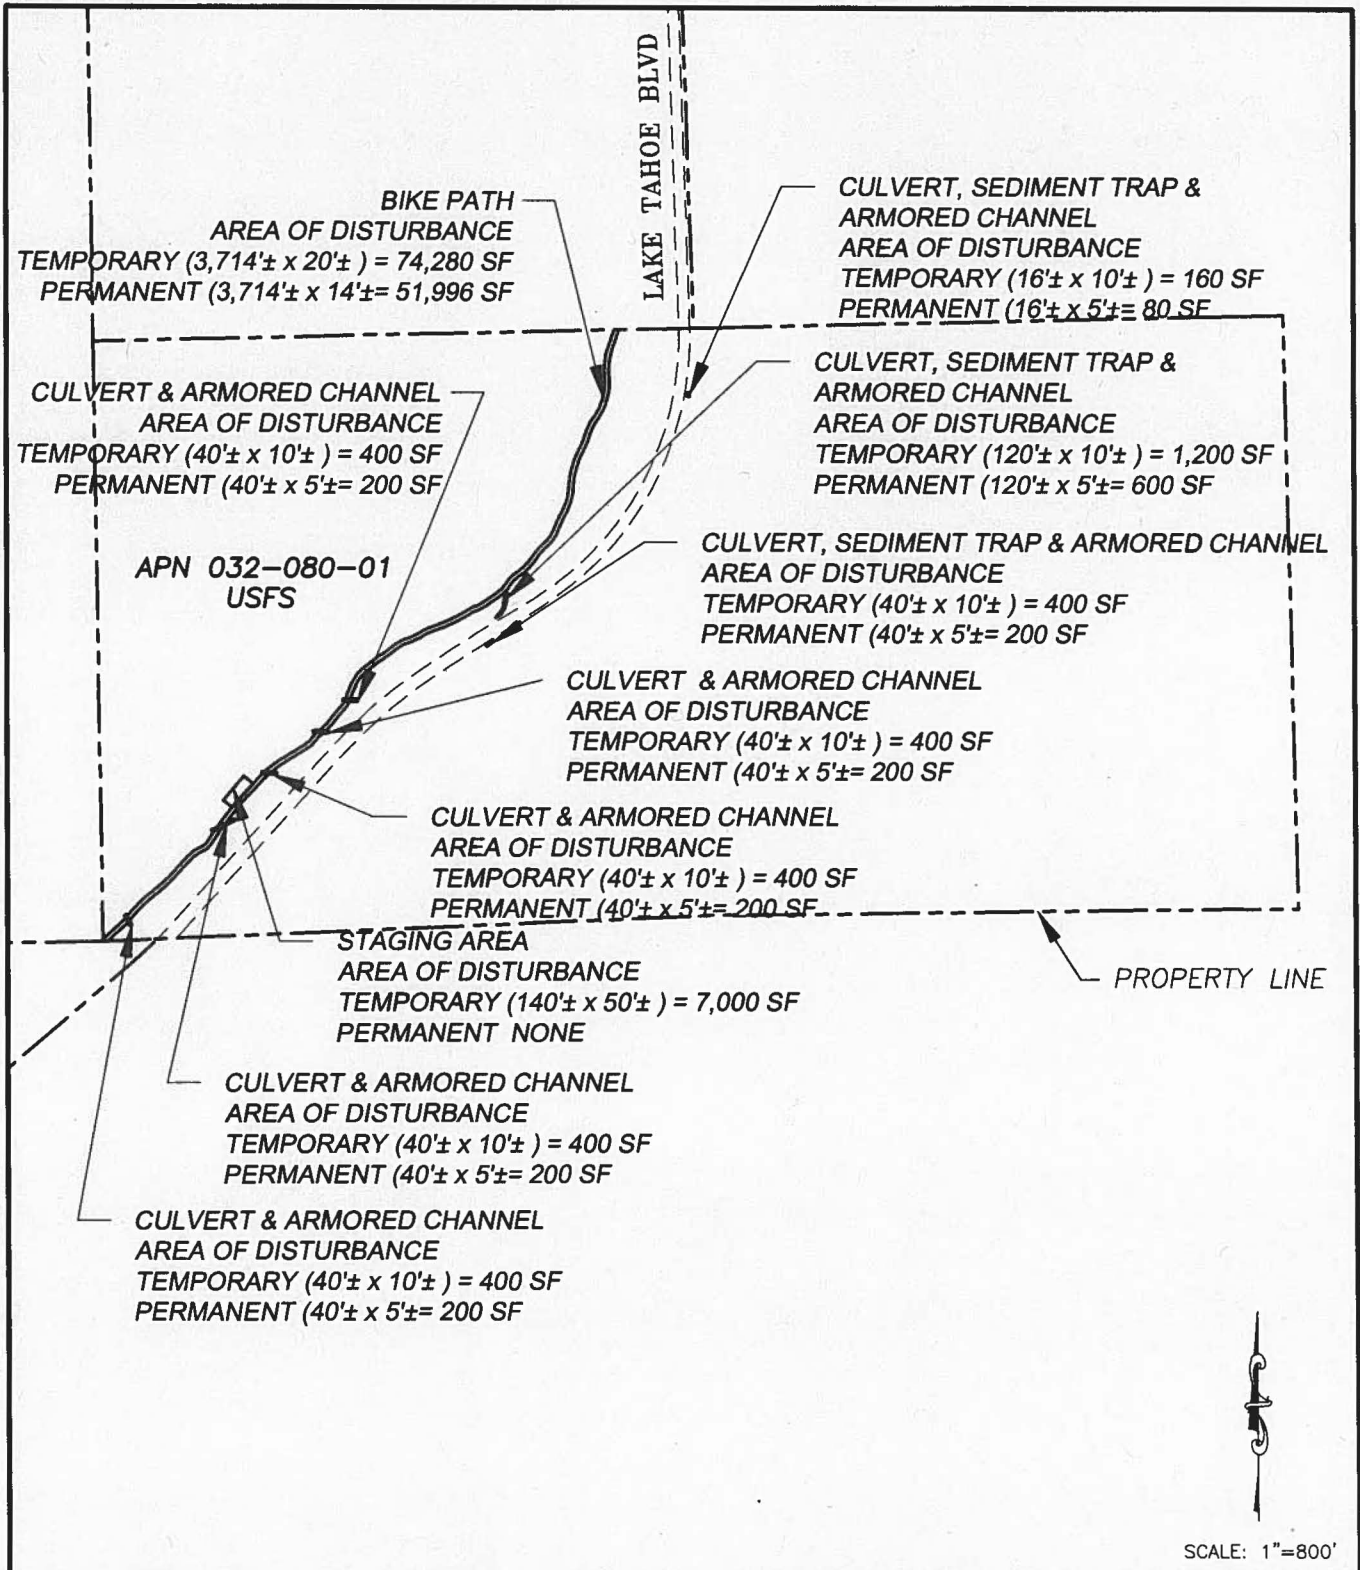 LAKE TAHOE BLVD
BIKE PATH
AREA OF DISTURBANCE
TEMPORARY (3,714'± x 20'± ) = 74,280 SF
PERMANENT (3,714'± x 14'±= 51,996 SF
CULVERT, SEDIMENT TRAP &
ARMORED CHANNEL
AREA OF DISTURBANCE
TEMPORARY (16'± x 10'± ) = 160 SF
PERMANENT (16'± x 5'±= 80 SF
CULVERT & ARMORED CHANNEL
AREA OF DISTURBANCE
TEMPORARY (40'± x 10'± ) = 400 SF
PERMANENT (40'± x 5'±= 200 SF
CULVERT, SEDIMENT TRAP &
ARMORED CHANNEL
AREA OF DISTURBANCE
TEMPORARY (120'± x 10'± ) = 1,200 SF
PERMANENT (120'± x 5'±= 600 SF
APN 032-080-01
USFS
CULVERT, SEDIMENT TRAP & ARMORED CHANNEL
AREA OF DISTURBANCE
TEMPORARY (40'± x 10'± ) = 400 SF
PERMANENT (40'± x 5'±= 200 SF
CULVERT & ARMORED CHANNEL
AREA OF DISTURBANCE
TEMPORARY (40'± x 10'± ) = 400 SF
PERMANENT (40'± x 5'±= 200 SF
CULVERT & ARMORED CHANNEL
AREA OF DISTURBANCE
TEMPORARY (40'± x 10'± ) = 400 SF
PERMANENT (40'± x 5'±= 200 SF
STAGING AREA
AREA OF DISTURBANCE
TEMPORARY (140'± x 50'± ) = 7,000 SF
PERMANENT NONE
PROPERTY LINE
CULVERT & ARMORED CHANNEL
AREA OF DISTURBANCE
TEMPORARY (40'± x 10'± ) = 400 SF
PERMANENT (40'± x 5'±= 200 SF
CULVERT & ARMORED CHANNEL
AREA OF DISTURBANCE
TEMPORARY (40'± x 10'± ) = 400 SF
PERMANENT (40'± x 5'±= 200 SF
SCALE: 1"=800'